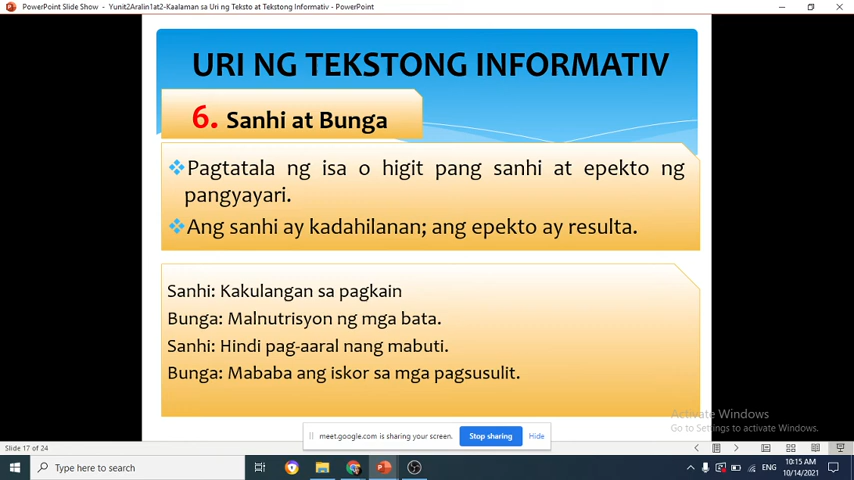 PowerPoint Slide Show - Yunit2Aralin1at2-Kaalaman sa Uri ng Teksto at Tekstong Informativ - PowerPoint
URI NG TEKSTONG INFORMATIV
6. Sanhi at Bunga
❖Pagtatala ng isa o higit pang sanhi at epekto ng
pangyayari.
❖Ang sanhi ay kadahilanan; ang epekto ay resulta.
Sanhi: Kakulangan sa pagkain
Bunga: Malnutrisyon ng mga bata.
Sanhi: Hindi pag-aaral nang mabuti.
Bunga: Mababa ang iskor sa mga pagsusulit.
Activate Windows
Go to Settings to activate Windows.
meet.google.com is sharing your screen. Stop sharing Hide
Slide 17 of 24
Type here to search
ENG
10:15 AM
10/14/2021